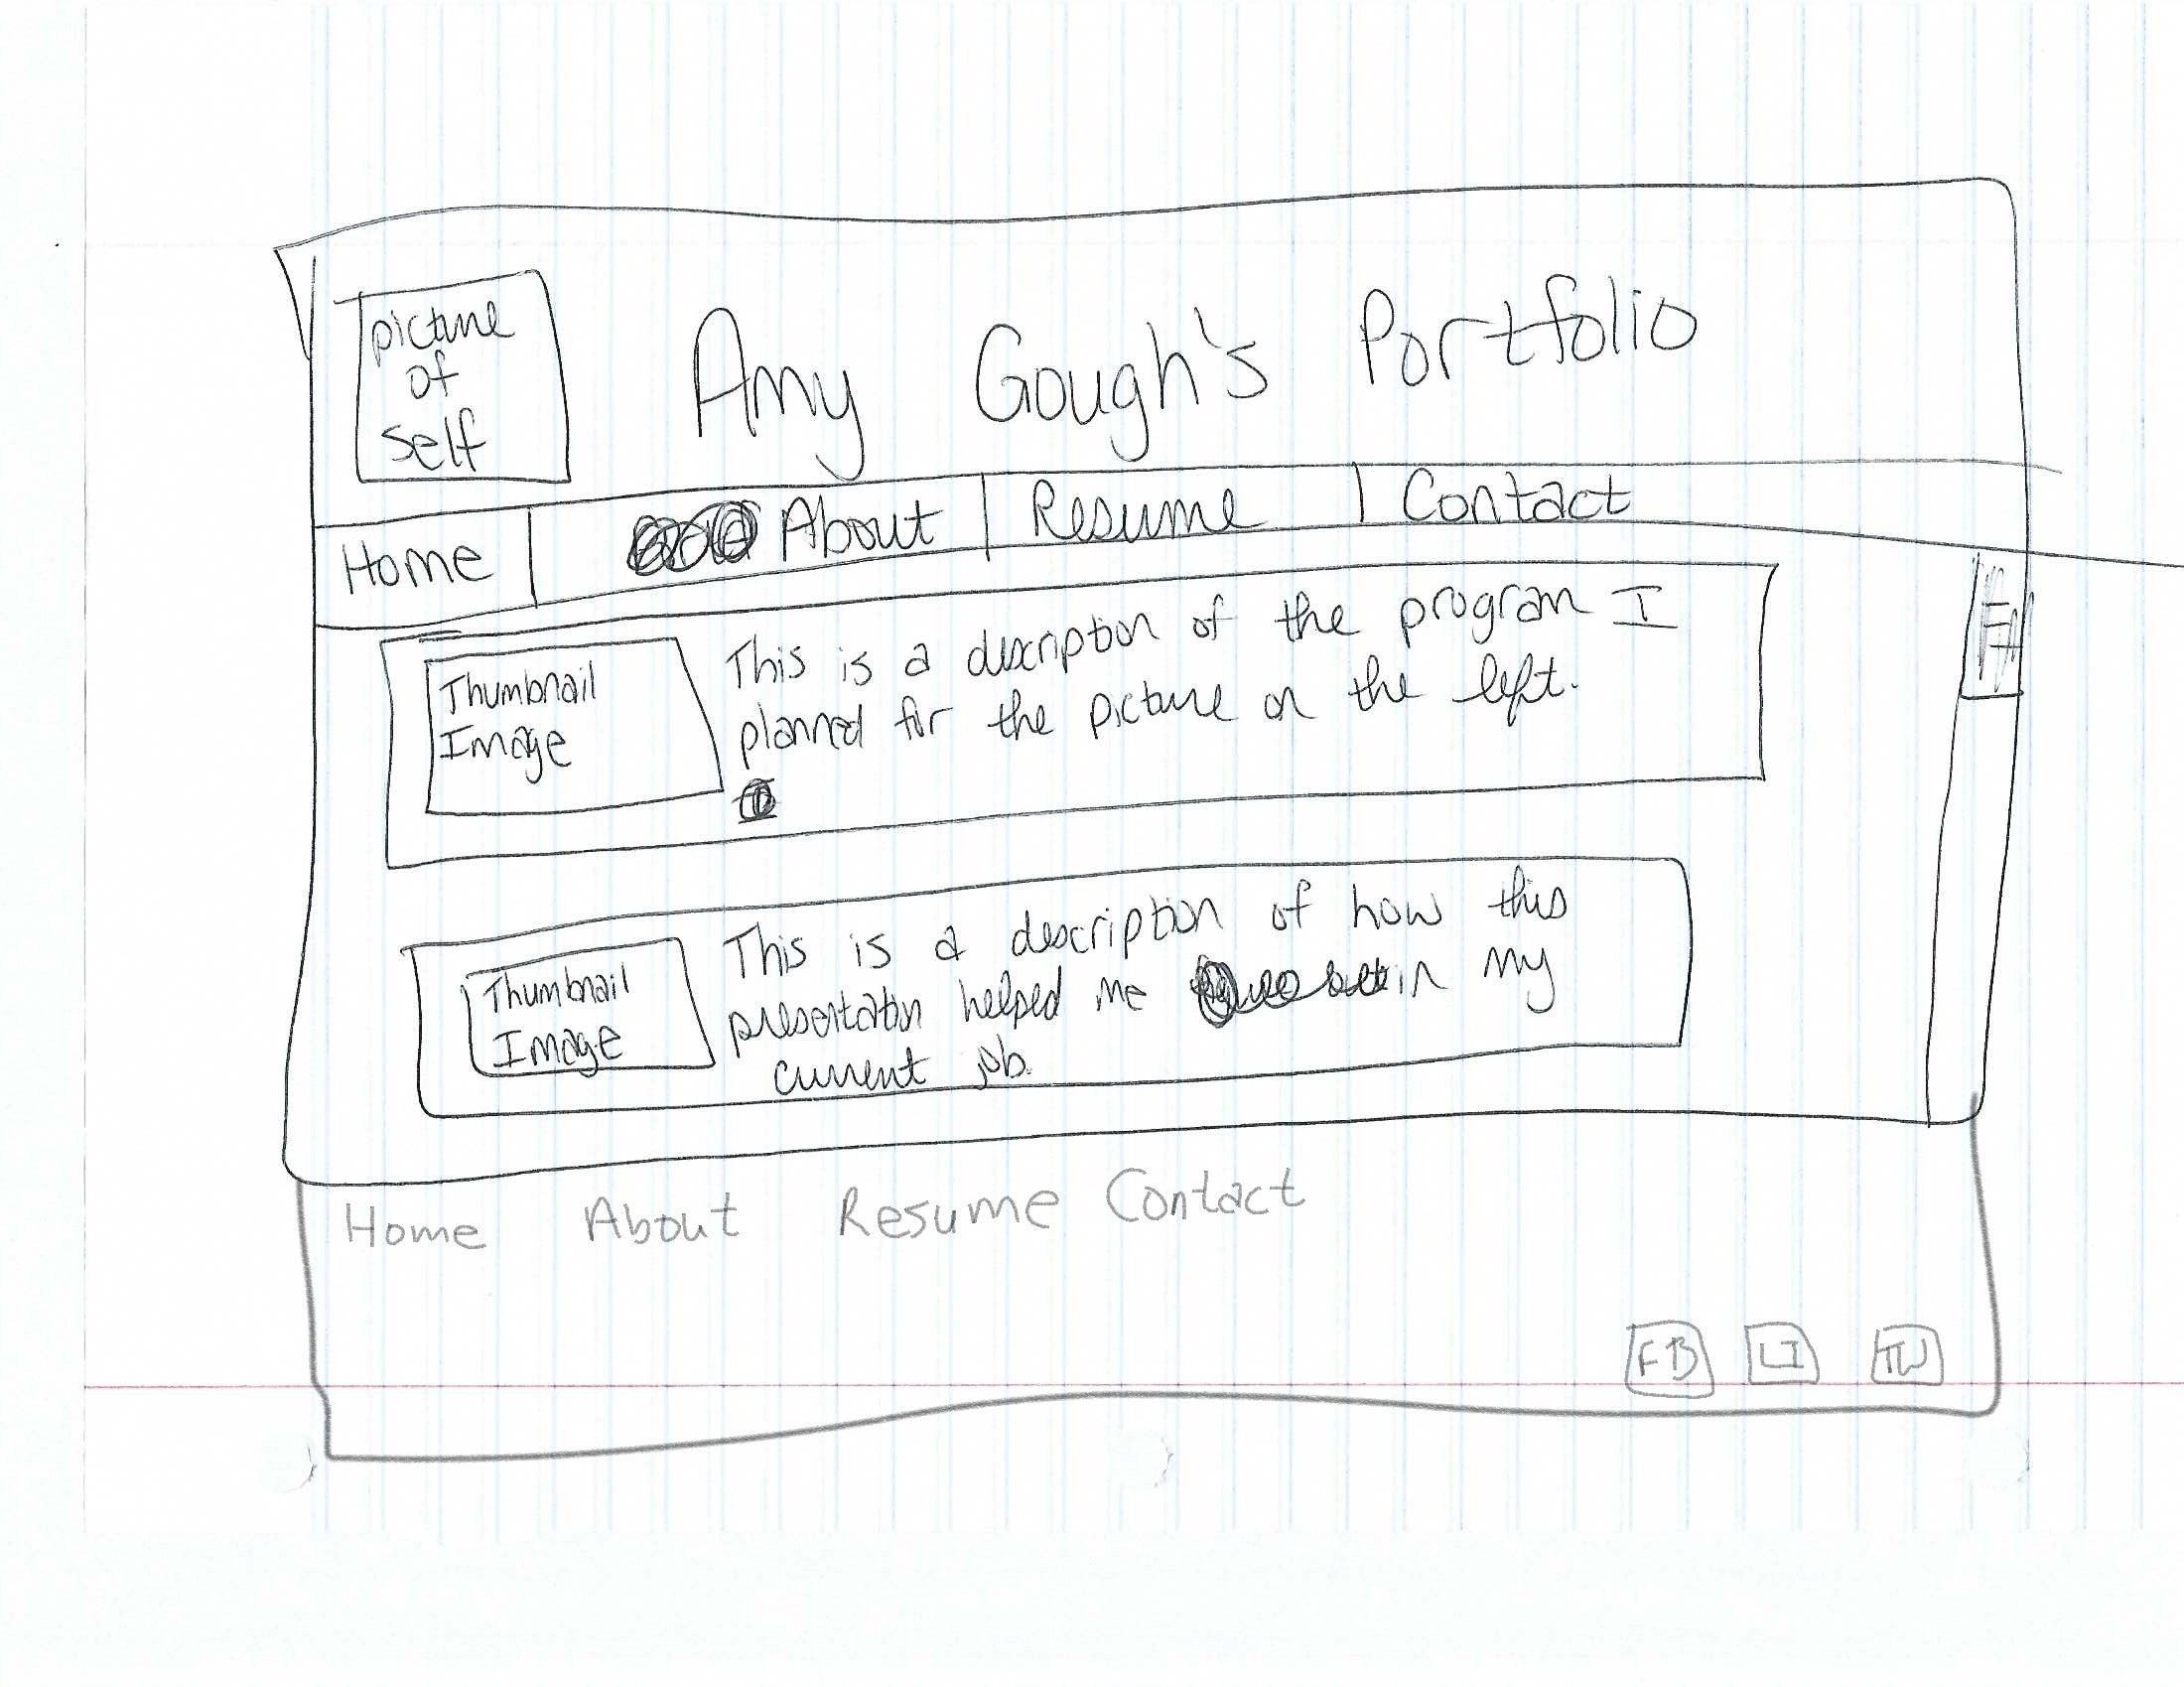 picture
of
self
Amy Gough's Portfolio
Home About Resume Contact
Thumbnail
Image
This is a description of the program I
planned for the picture on the left.
Thumbnail
Image
This is a description of how this
presentation helped me in my
current job.
Home About Resume Contact
FB LI TW